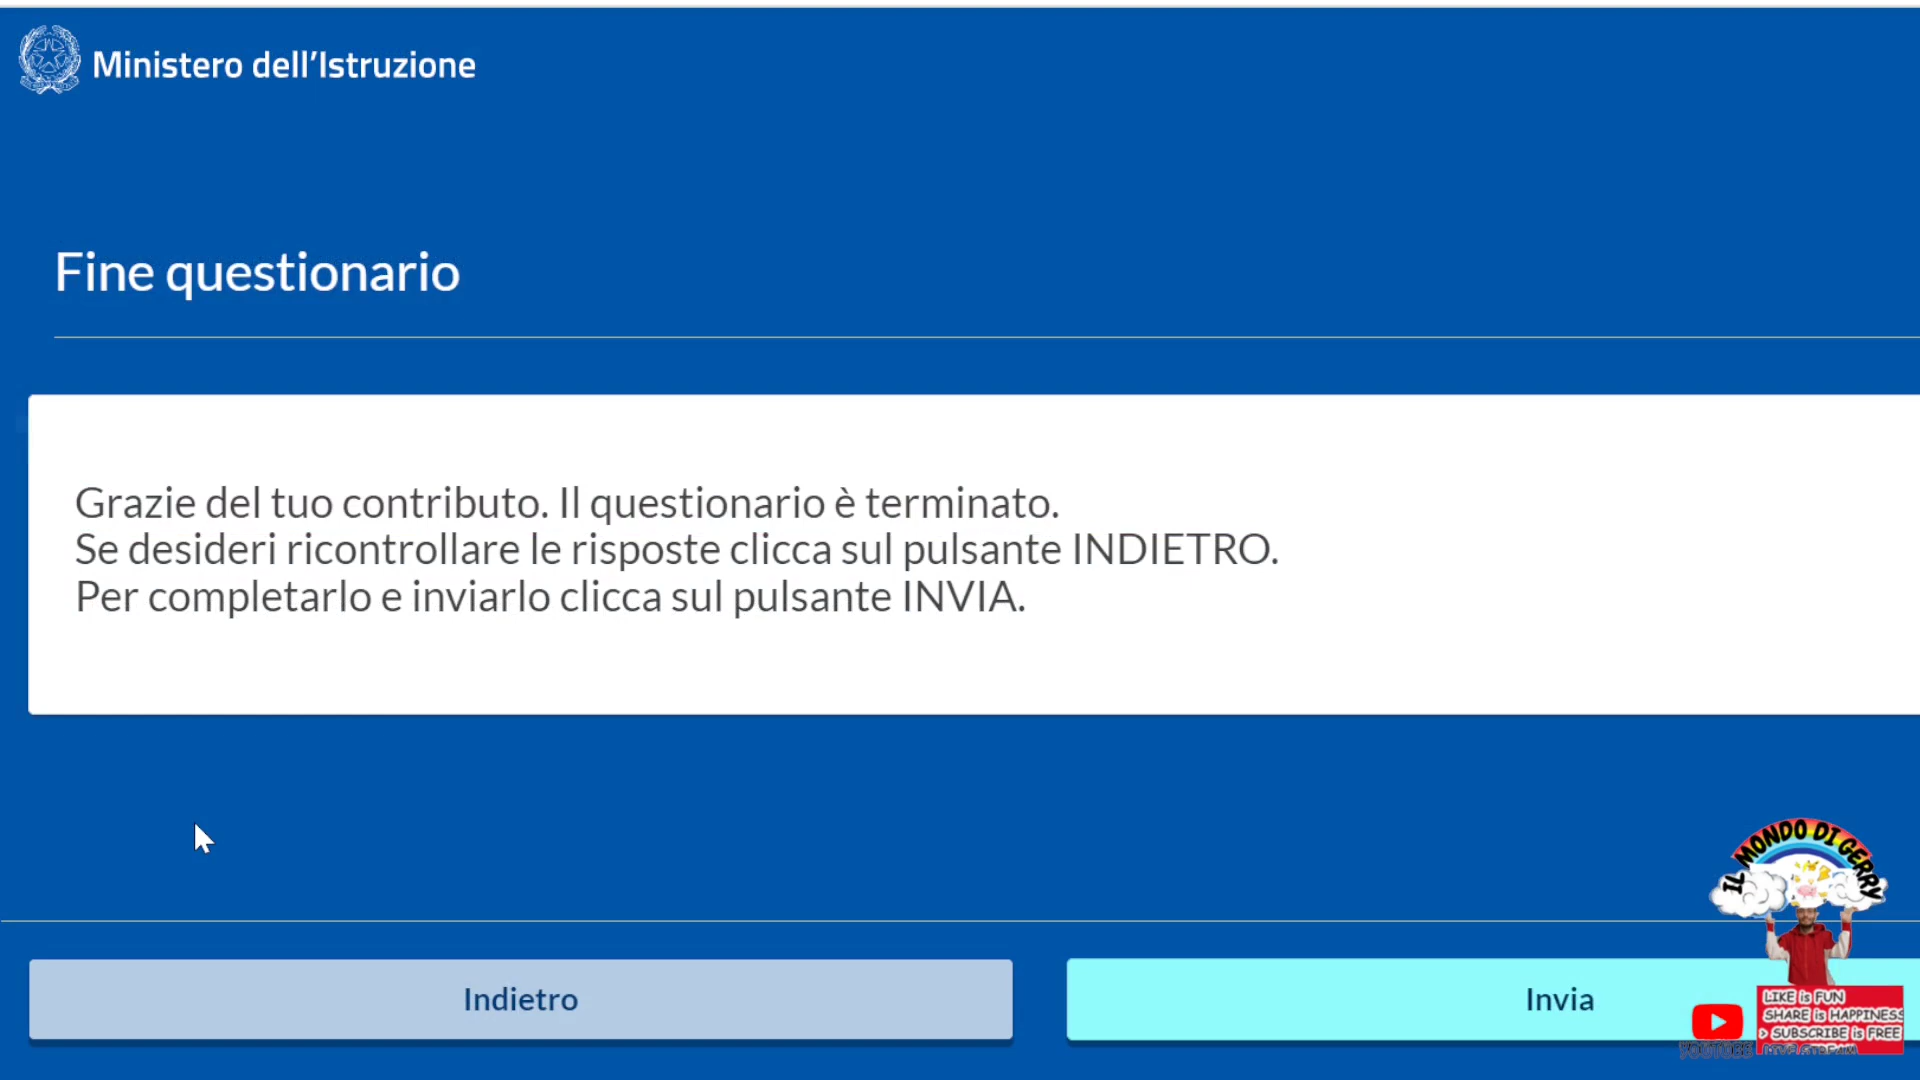 Ministero dell'Istruzione
Fine questionario
Grazie del tuo contributo. Il questionario è terminato.
Se desideri ricontrollare le risposte clicca sul pulsante INDIETRO.
Per completarlo e inviarlo clicca sul pulsante INVIA.
IL MONDO DI GERRY
Indietro
Invia
LIKE is FUN
SHARE is HAPPINESS
> SUBSCRIBE is FREE
YOUTUBE